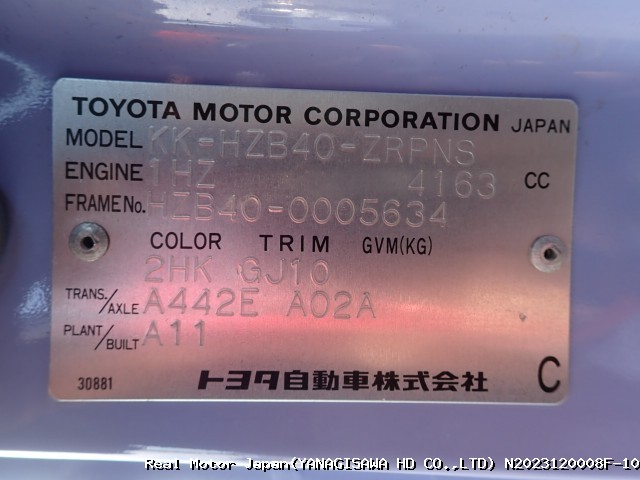 TOYOTA MOTOR CORPORATION JAPAN
MODEL KK-HZB40-ZRPNS
ENGINE 1HZ 4163 CC
FRAME No. HZB40-0005634
COLOR TRIM GVM(KG)
2HK GJ10
TRANS./AXLE A442E A02A
PLANT/BUILT A11
30881 トヨタ自動車株式会社 C
Real Motor Japan(YANAGISAWA HD CO.,LTD) N2023120008F-10